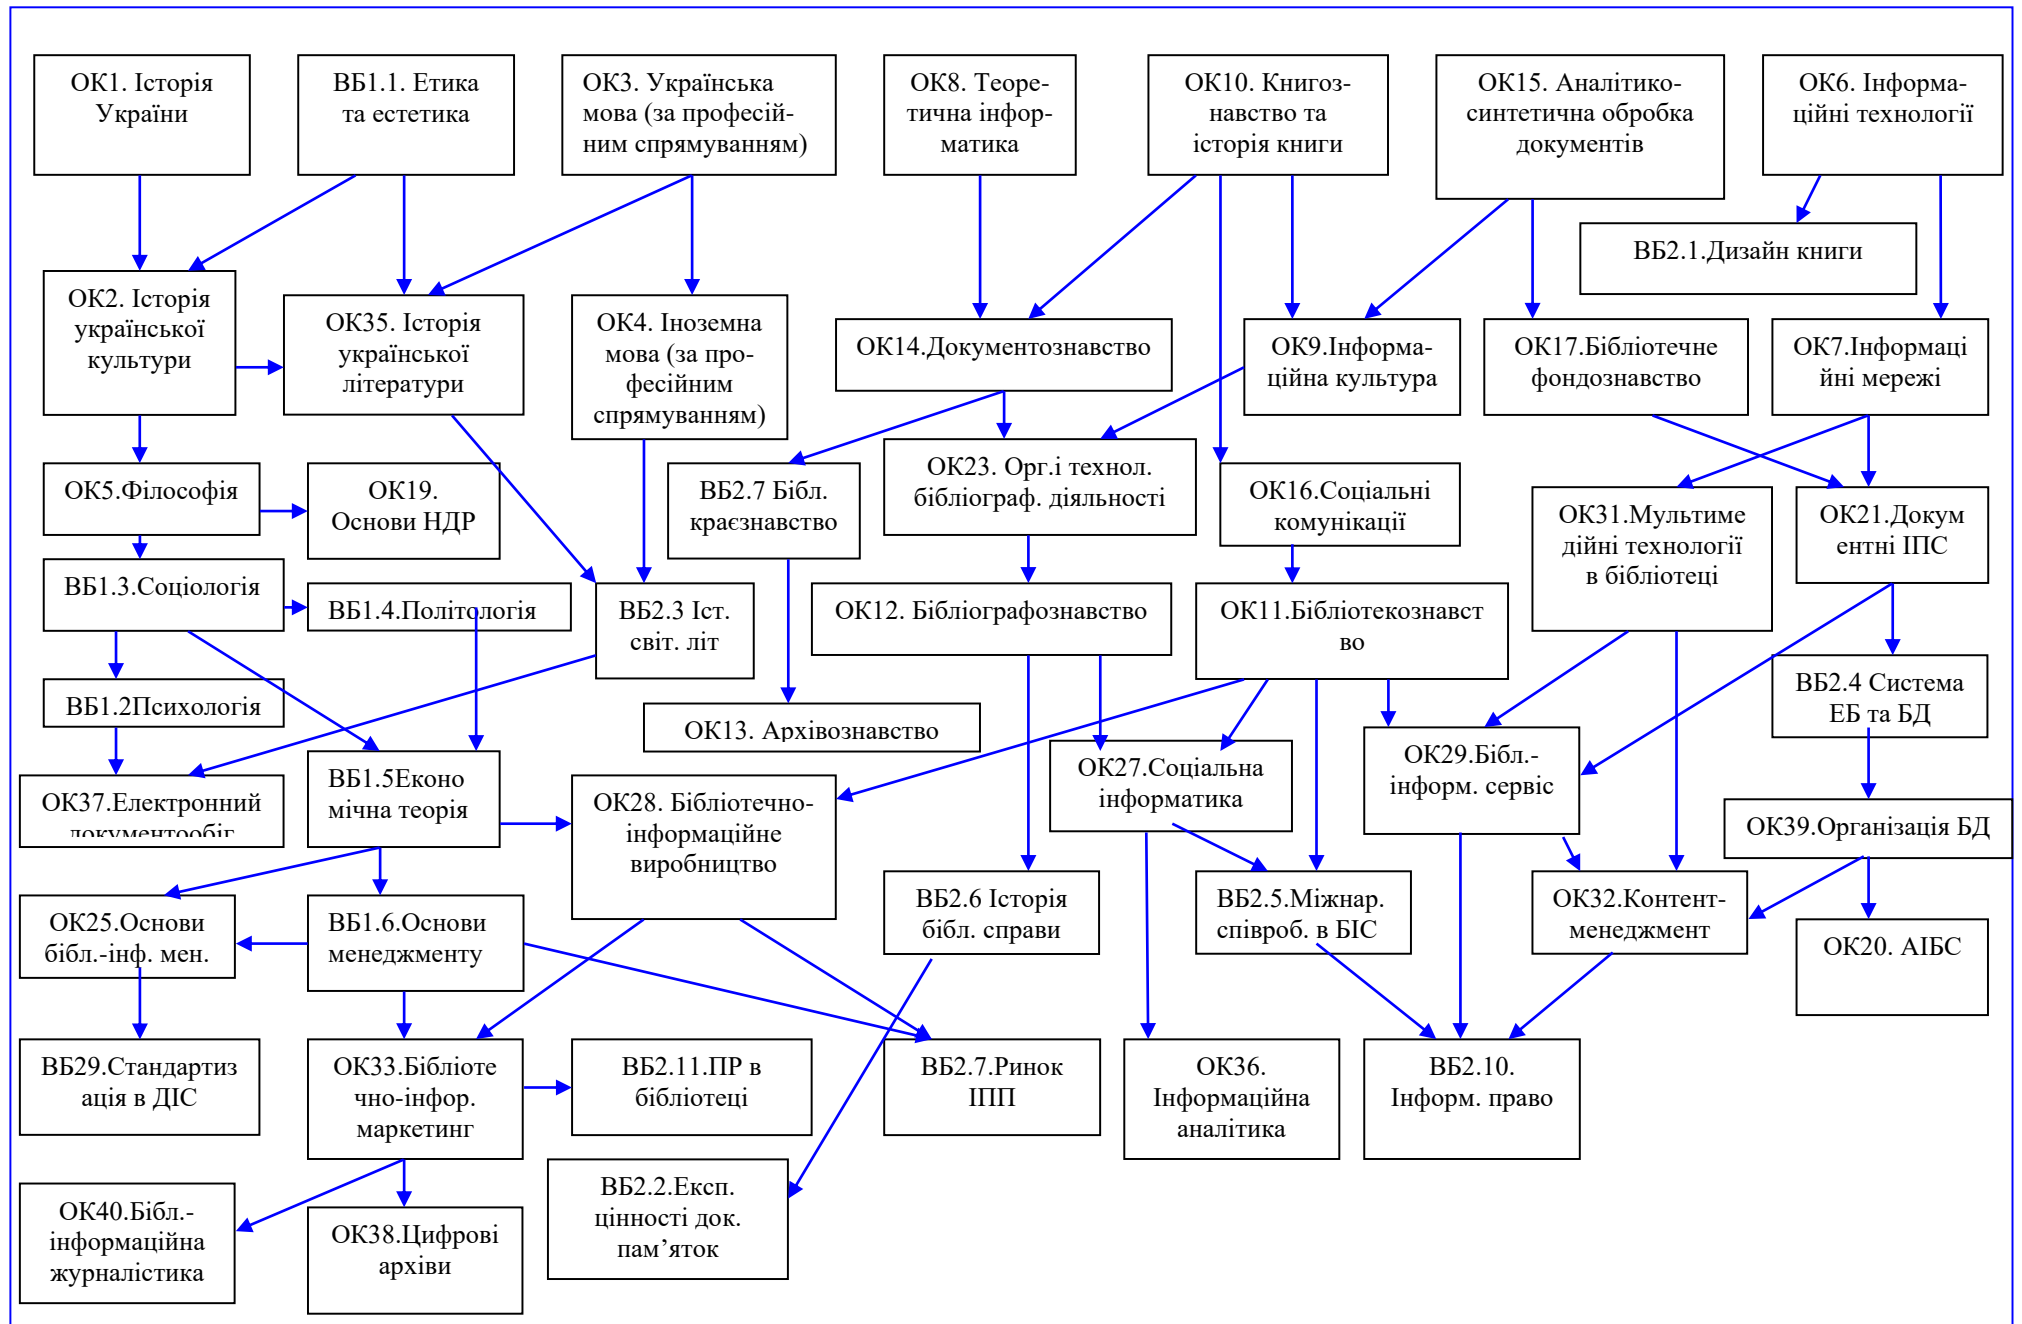 ОК1. Історія
України
ВБ1.1. Етика
та естетика
ОК3. Українська
мова (за професій-
ним спрямуванням)
ОК8. Теоре-
тична інфор-
матика
ОК10. Книгоз-
навство та
історія книги
ОК15. Аналітико-
синтетична обробка
документів
ОК6. Інформа-
ційні технології
ВБ2.1.Дизайн книги
ОК2. Історія
української
культури
ОК35. Історія
української
літератури
ОК4. Іноземна
мова (за про-
фесійним
спрямуванням)
ОК14.Документознавство
ОК9.Інформа-
ційна культура
ОК17.Бібліотечне
фондознавство
ОК7.Інформаці
йні мережі
ОК5.Філософія
ОК19.
Основи НДР
ВБ2.7 Бібл.
краєзнавство
ОК23. Орг.і технол.
бібліограф. діяльності
ОК16.Соціальні
комунікації
ОК31.Мультиме
дійні технології
в бібліотеці
ОК21.Докум
ентні ІПС
ВБ1.3.Соціологія
ВБ1.4.Політологія
ВБ2.3 Іст.
світ. літ
ОК12. Бібліографознавство
ОК11.Бібліотекознавст
во
ВБ2.4 Система
ЕБ та БД
ВБ1.2Психологія
ОК13. Архівознавство
ОК37.Електронний
документообіг
ВБ1.5Еконо
мічна теорія
ОК28. Бібліотечно-
інформаційне
виробництво
ОК27.Соціальна
інформатика
ОК29.Бібл.-
інформ. сервіс
ОК39.Організація БД
ОК25.Основи
бібл.-інф. мен.
ВБ1.6.Основи
менеджменту
ВБ2.6 Історія
бібл. справи
ВБ2.5.Міжнар.
співроб. в БІС
ОК32.Контент-
менеджмент
ОК20. АІБС
ВБ29.Стандартиз
ація в ДІС
ОК33.Бібліоте
чно-інфор.
маркетинг
ВБ2.11.ПР в
бібліотеці
ВБ2.7.Ринок
ІПП
ОК36.
Інформаційна
аналітика
ВБ2.10.
Інформ. право
ОК40.Бібл.-
інформаційна
журналістика
ОК38.Цифрові
архіви
ВБ2.2.Експ.
цінності док.
пам’яток